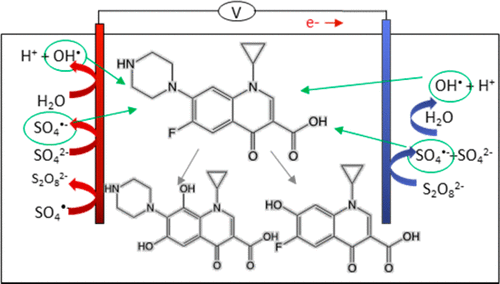 V
e-
H⁺ + OH•
H₂O
SO₄•-
SO₄²⁻
S₂O₈²⁻
SO₄•
HN
N
N
F
O
O
OH
OH• + H⁺
H₂O
SO₄•-+SO₄²⁻
S₂O₈²⁻
HN
N
OH
N
HO
O
O
OH
HO
N
F
O
O
OH